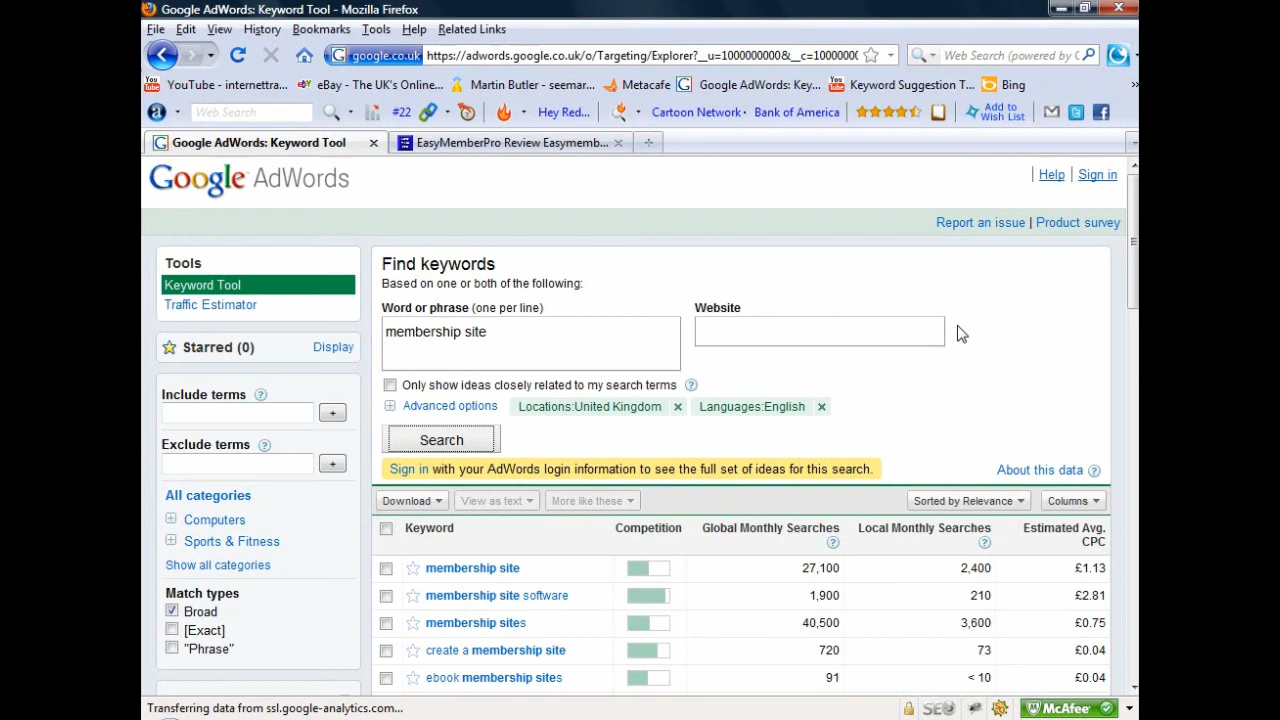 Google AdWords: Keyword Tool - Mozilla Firefox
File Edit View History Bookmarks Tools Help Related Links
google.co.uk https://adwords.google.co.uk/o/Targeting/Explorer?__u=1000000000&__c=10000000 Web Search (powered by G
YouTube - internettra... eBay - The UK's Online... Martin Butler - seemar... Metacafe Google AdWords: Key... Keyword Suggestion T... Bing
Web Search #22 Hey Red... Cartoon Network Bank of America Add to Wish List
Google AdWords: Keyword Tool EasyMemberPro Review Easymemb...
Google AdWords
Help Sign in
Report an issue | Product survey
Tools
Keyword Tool
Traffic Estimator
Starred (0) Display
Include terms
+
Exclude terms
+
All categories
Computers
Sports & Fitness
Show all categories
Match types
Broad
[Exact]
"Phrase"
Find keywords
Based on one or both of the following:
Word or phrase (one per line) Website
membership site
Only show ideas closely related to my search terms
Advanced options Locations:United Kingdom Languages:English
Search
Sign in with your AdWords login information to see the full set of ideas for this search. About this data
Download View as text More like these Sorted by Relevance Columns
Keyword Competition Global Monthly Searches Local Monthly Searches Estimated Avg. CPC
membership site 27,100 2,400 £1.13
membership site software 1,900 210 £2.81
membership sites 40,500 3,600 £0.75
create a membership site 720 73 £0.04
ebook membership sites 91 < 10 £0.04
Transferring data from ssl.google-analytics.com... SEO McAfee